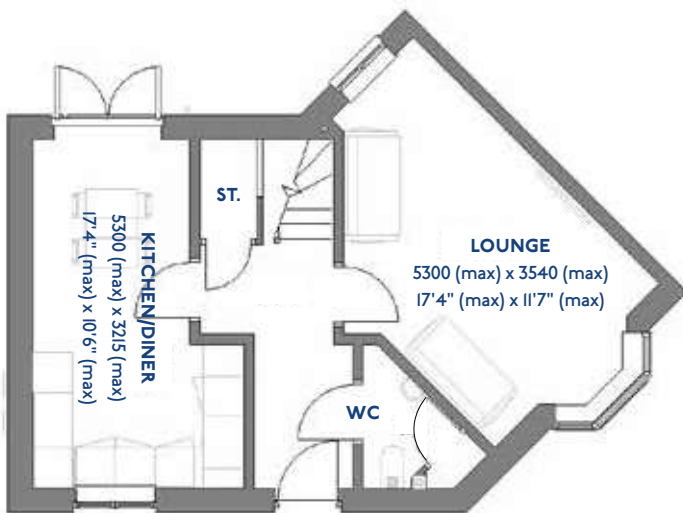 ST.
KITCHEN/DINER
5300 (max) x 3215 (max)
17'4" (max) x 10'6" (max)
LOUNGE
5300 (max) x 3540 (max)
17'4" (max) x 11'7" (max)
WC